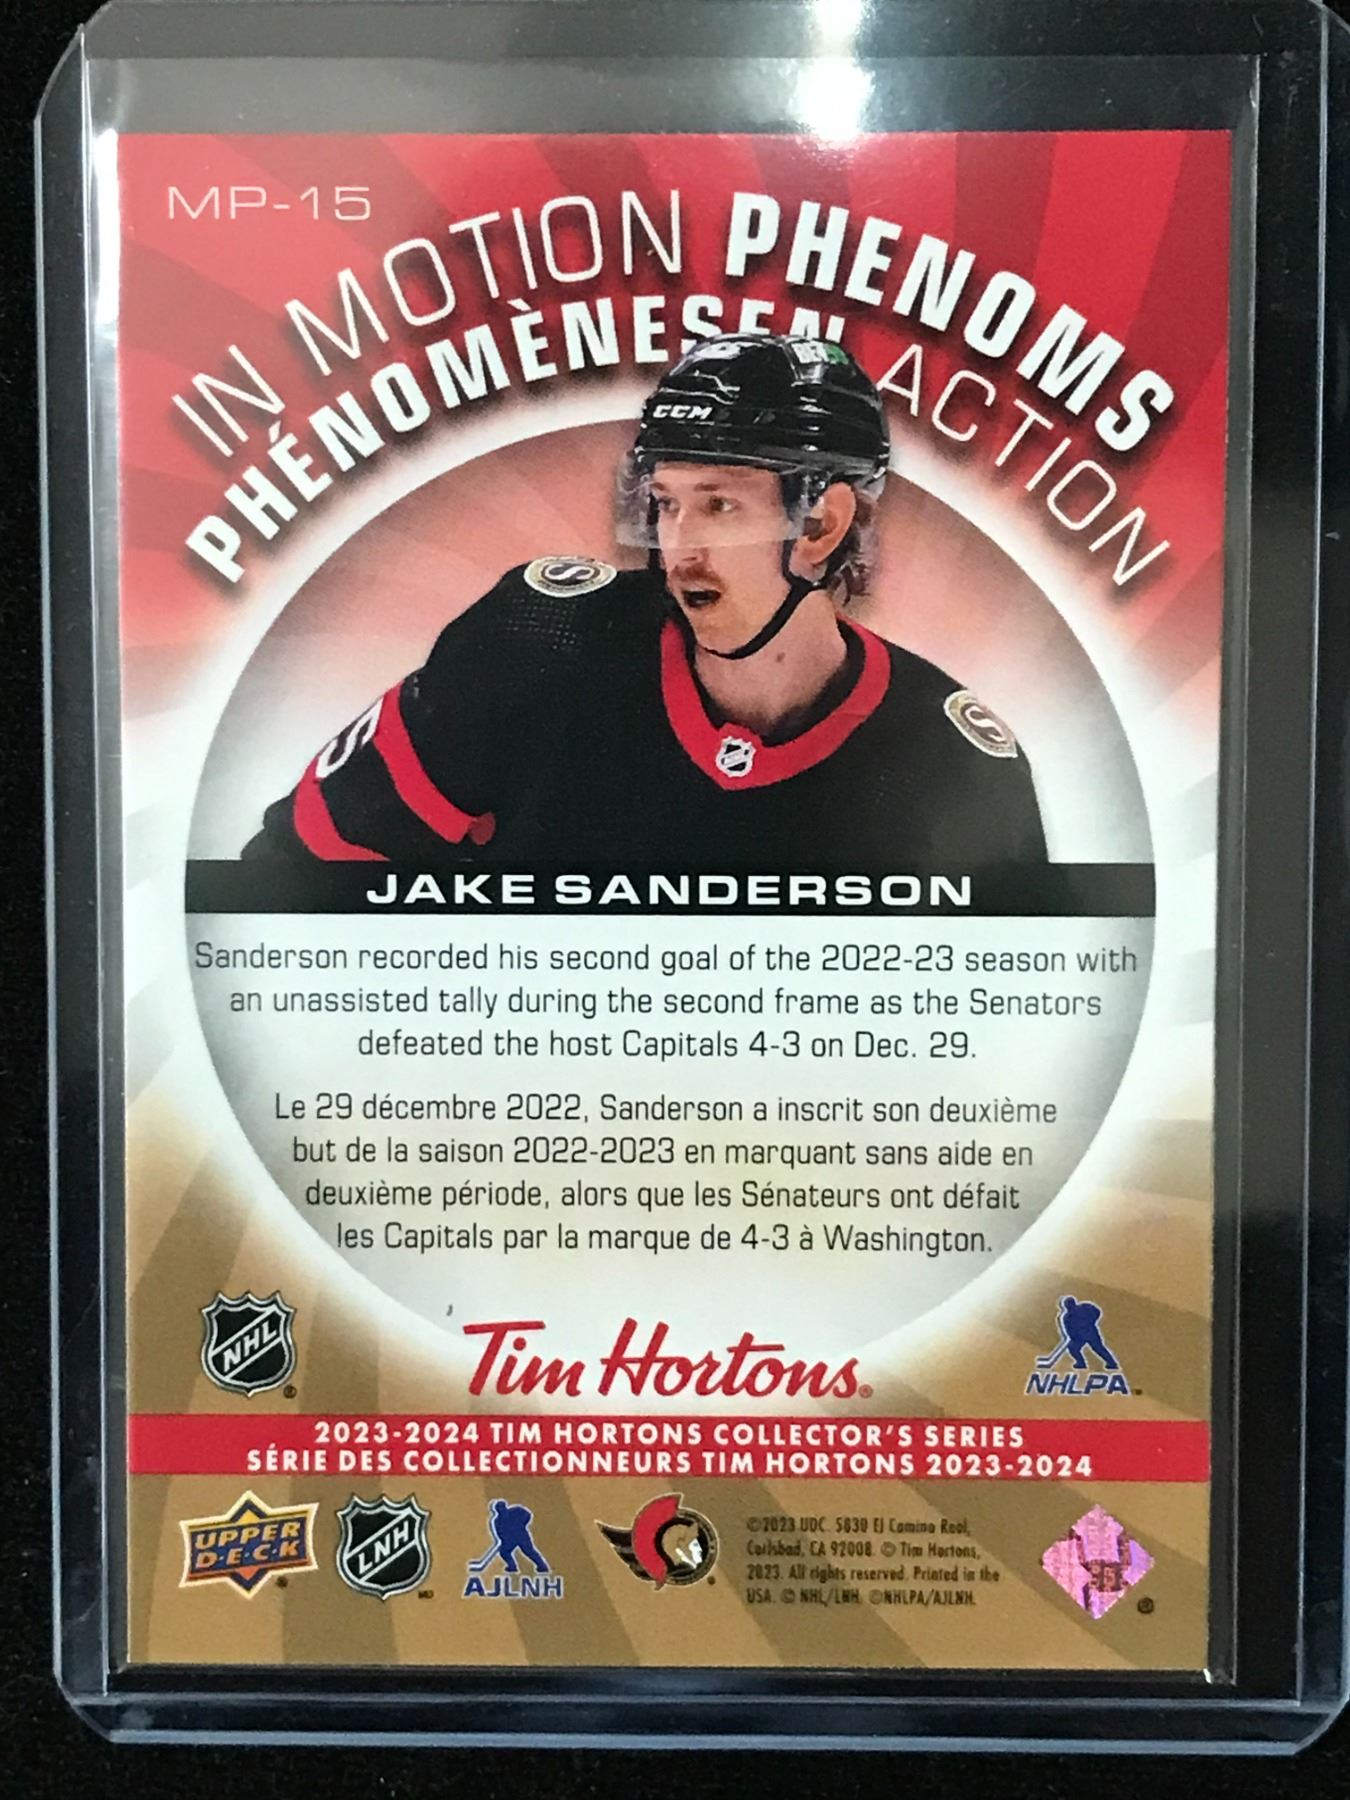 MP-15
IN MOTION PHENOMS
PHÉNOMÈNES EN ACTION
CCM
S
S
5
JAKE SANDERSON
Sanderson recorded his second goal of the 2022-23 season with
an unassisted tally during the second frame as the Senators
defeated the host Capitals 4-3 on Dec. 29.
Le 29 décembre 2022, Sanderson a inscrit son deuxième
but de la saison 2022-2023 en marquant sans aide en
deuxième période, alors que les Sénateurs ont défait
les Capitals par la marque de 4-3 à Washington.
NHL ®
Tim Hortons®
NHLPA
2023-2024 TIM HORTONS COLLECTOR'S SERIES
SÉRIE DES COLLECTIONNEURS TIM HORTONS 2023-2024
UPPER
D·E·C·K
LNH MD
AJLNH
©2023 UDC. 5830 El Camino Real,
Carlsbad, CA 92008. © Tim Hortons,
2023. All rights reserved. Printed in the
USA. © NHL/LNH. ©NHLPA/AJLNH.